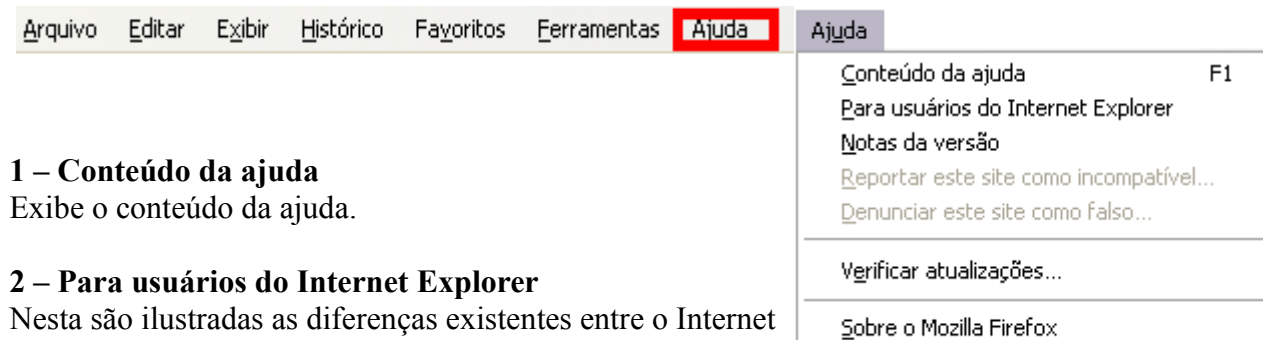 Arquivo Editar Exibir Histórico Favoritos Ferramentas Ajuda
Ajuda
Conteúdo da ajuda F1
Para usuários do Internet Explorer
Notas da versão
Reportar este site como incompatível...
Denunciar este site como falso...
Verificar atualizações...
Sobre o Mozilla Firefox
1 – Conteúdo da ajuda
Exibe o conteúdo da ajuda.
2 – Para usuários do Internet Explorer
Nesta são ilustradas as diferenças existentes entre o Internet